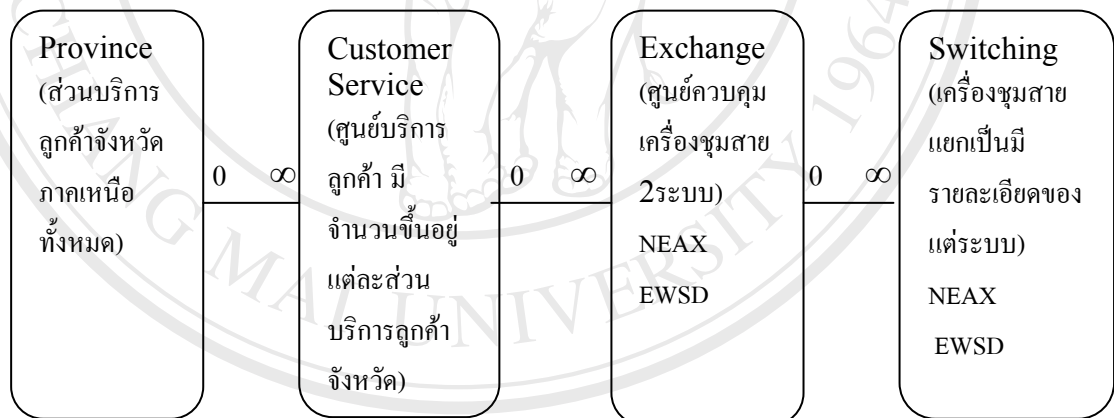 Province
(ส่วนบริการ
ลูกค้าจังหวัด
ภาคเหนือ
ทั้งหมด)
0 ∞
Customer
Service
(ศูนย์บริการ
ลูกค้า มี
จำนวนขึ้นอยู่
แต่ละส่วน
บริการลูกค้า
จังหวัด)
0 ∞
Exchange
(ศูนย์ควบคุม
เครื่องชุมสาย
2ระบบ)
NEAX
EWSD
0 ∞
Switching
(เครื่องชุมสาย
แยกเป็นมี
รายละเอียดของ
แต่ระบบ)
NEAX
EWSD
CHIANG MAI UNIVERSITY 1964